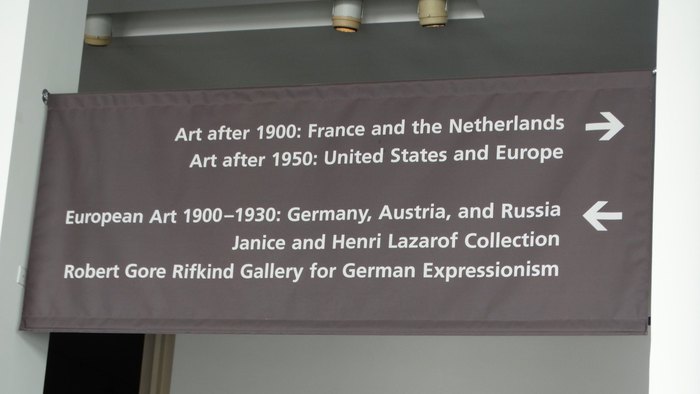 Art after 1900: France and the Netherlands
Art after 1950: United States and Europe
European Art 1900–1930: Germany, Austria, and Russia
Janice and Henri Lazarof Collection
Robert Gore Rifkind Gallery for German Expressionism